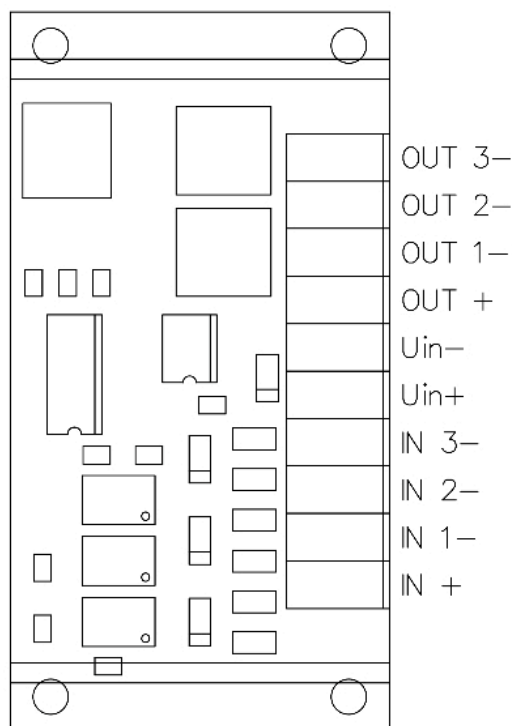 OUT 3-
OUT 2-
OUT 1-
OUT +
Uin-
Uin+
IN 3-
IN 2-
IN 1-
IN +